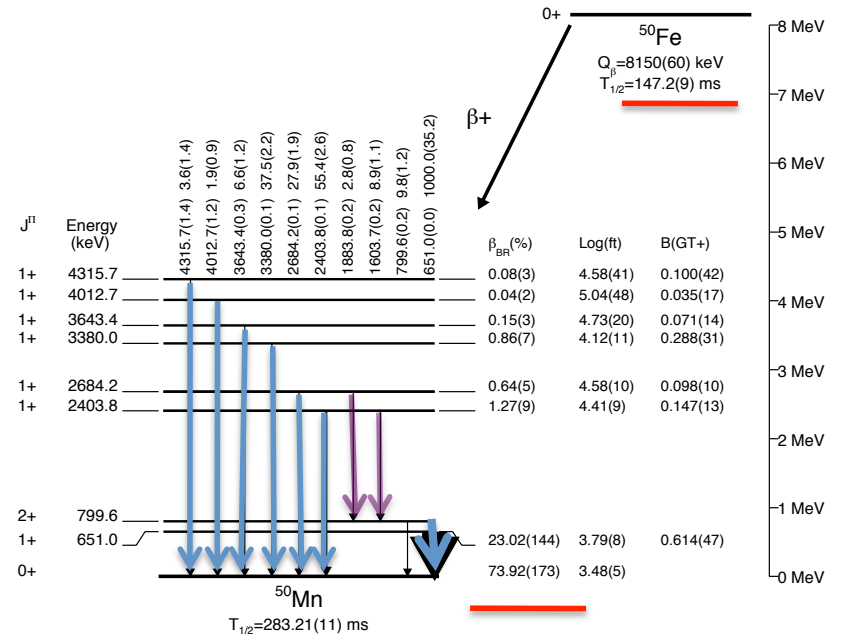 0+
50Fe
Qβ=8150(60) keV
T1/2=147.2(9) ms
8 MeV
7 MeV
6 MeV
5 MeV
4 MeV
3 MeV
2 MeV
1 MeV
0 MeV
β+
4315.7(1.4) 3.6(1.4)
4012.7(1.2) 1.9(0.9)
3643.4(0.3) 6.6(1.2)
3380.0(0.1) 37.5(2.2)
2684.2(0.1) 27.9(1.9)
2403.8(0.1) 55.4(2.6)
1883.8(0.2) 2.8(0.8)
1603.7(0.2) 8.9(1.1)
799.6(0.2) 9.8(1.2)
651.0(0.0) 1000.0(35.2)
JΠ Energy (keV) βBR(%) Log(ft) B(GT+)
1+ 4315.7 0.08(3) 4.58(41) 0.100(42)
1+ 4012.7 0.04(2) 5.04(48) 0.035(17)
1+ 3643.4 0.15(3) 4.73(20) 0.071(14)
1+ 3380.0 0.86(7) 4.12(11) 0.288(31)
1+ 2684.2 0.64(5) 4.58(10) 0.098(10)
1+ 2403.8 1.27(9) 4.41(9) 0.147(13)
2+ 799.6
1+ 651.0 23.02(144) 3.79(8) 0.614(47)
0+ 73.92(173) 3.48(5)
50Mn
T1/2=283.21(11) ms